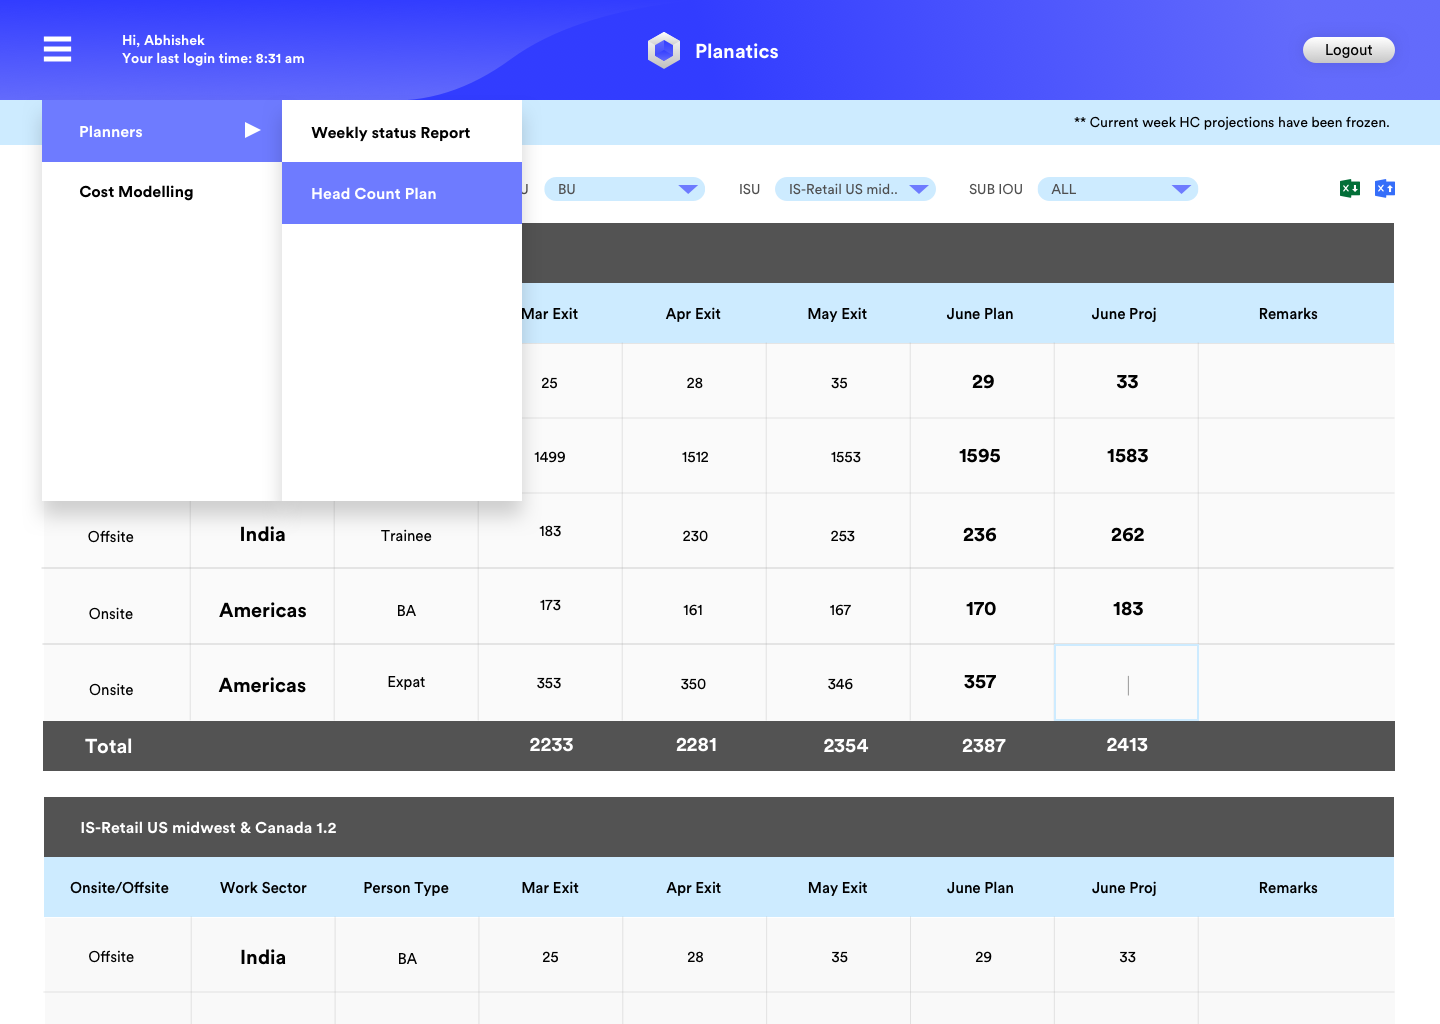 Hi, Abhishek
Your last login time: 8:31 am
Planatics
Logout
** Current week HC projections have been frozen.
Planners
Cost Modelling
Weekly status Report
Head Count Plan
BU
ISU
IS-Retail US mid..
SUB IOU
ALL
Mar Exit Apr Exit May Exit June Plan June Proj Remarks
25 28 35 29 33
1499 1512 1553 1595 1583
Offsite India Trainee 183 230 253 236 262
Onsite Americas BA 173 161 167 170 183
Onsite Americas Expat 353 350 346 357
Total 2233 2281 2354 2387 2413
IS-Retail US midwest & Canada 1.2
Onsite/Offsite Work Sector Person Type Mar Exit Apr Exit May Exit June Plan June Proj Remarks
Offsite India BA 25 28 35 29 33